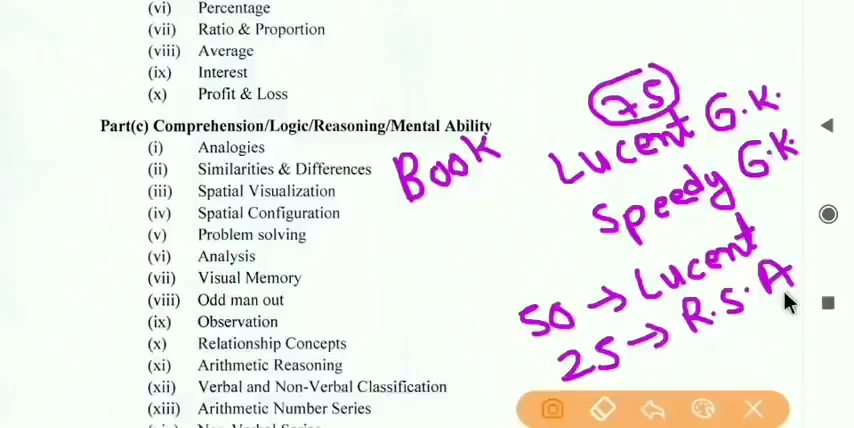 (vi) Percentage
(vii) Ratio & Proportion
(viii) Average
(ix) Interest
(x) Profit & Loss
Part(c) Comprehension/Logic/Reasoning/Mental Ability
(i) Analogies
(ii) Similarities & Differences
(iii) Spatial Visualization
(iv) Spatial Configuration
(v) Problem solving
(vi) Analysis
(vii) Visual Memory
(viii) Odd man out
(ix) Observation
(x) Relationship Concepts
(xi) Arithmetic Reasoning
(xii) Verbal and Non-Verbal Classification
(xiii) Arithmetic Number Series
Book
75
Lucent G.K.
Speedy G.K.
50 → Lucent
25 → R.S.A